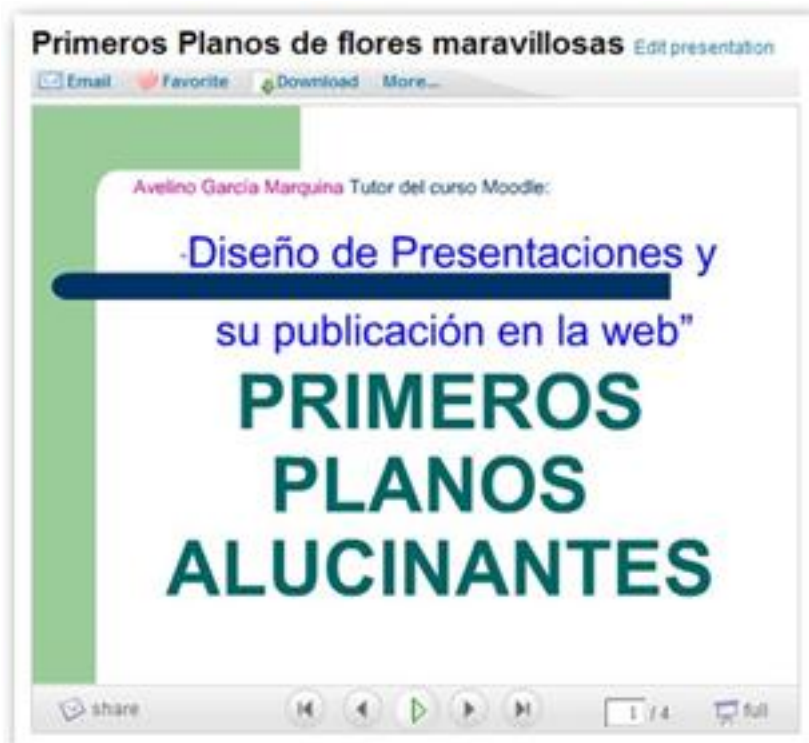 Primeros Planos de flores maravillosas Edit presentation
Email Favorite Download More...
Avelino García Marquina Tutor del curso Moodle:
-Diseño de Presentaciones y
su publicación en la web”
PRIMEROS
PLANOS
ALUCINANTES
share 1 / 4 full